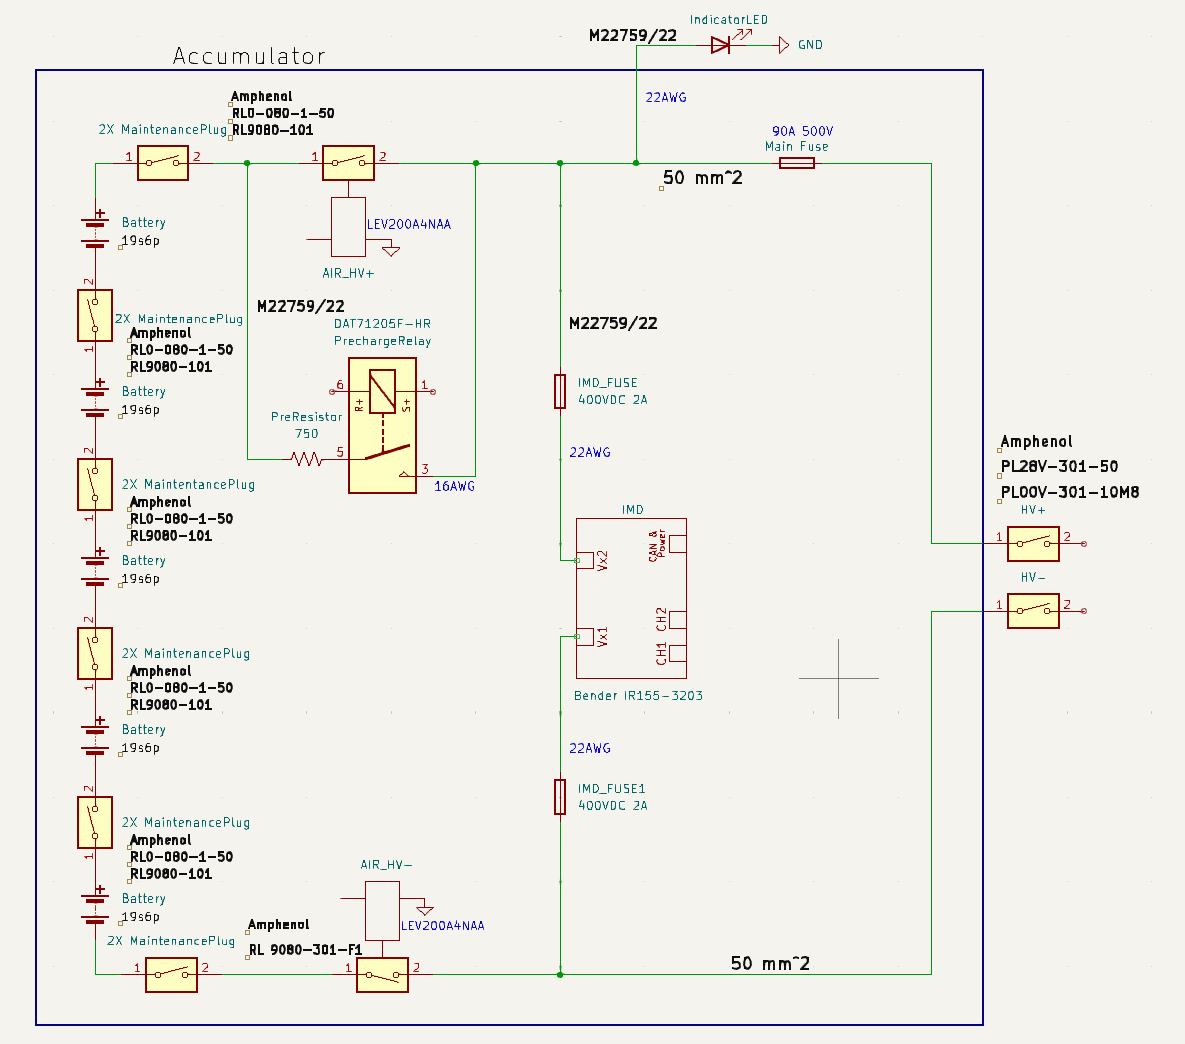 IndicatorLED
M22759/22
GND
Accumulator
22AWG
Amphenol
RL0-080-1-50
RL9080-101
2X MaintenancePlug
1 2
1 2
90A 500V
Main Fuse
50 mm^2
+
Battery
19s6p
LEV200A4NAA
AIR_HV+
2
1
2X MaintenancePlug
Amphenol
RL0-080-1-50
RL9080-101
M22759/22
DAT71205F-HR
PrechargeRelay
6
1
R+
S+
PreResistor
750
5
3
16AWG
M22759/22
IMD_FUSE
400VDC 2A
22AWG
+
Battery
19s6p
2
1
2X MaintentancePlug
Amphenol
RL0-080-1-50
RL9080-101
+
Battery
19s6p
IMD
Vx2
CAN &
Power
Vx1
CH2
CH1
Bender IR155-3203
Amphenol
PL28V-301-50
PL00V-301-10M8
HV+
1 2
HV-
1 2
2
1
2X MaintenancePlug
Amphenol
RL0-080-1-50
RL9080-101
+
Battery
19s6p
22AWG
IMD_FUSE1
400VDC 2A
2
1
2X MaintenancePlug
Amphenol
RL0-080-1-50
RL9080-101
+
Battery
19s6p
AIR_HV-
LEV200A4NAA
2X MaintenancePlug
Amphenol
RL 9080-301-F1
1 2
1 2
50 mm^2